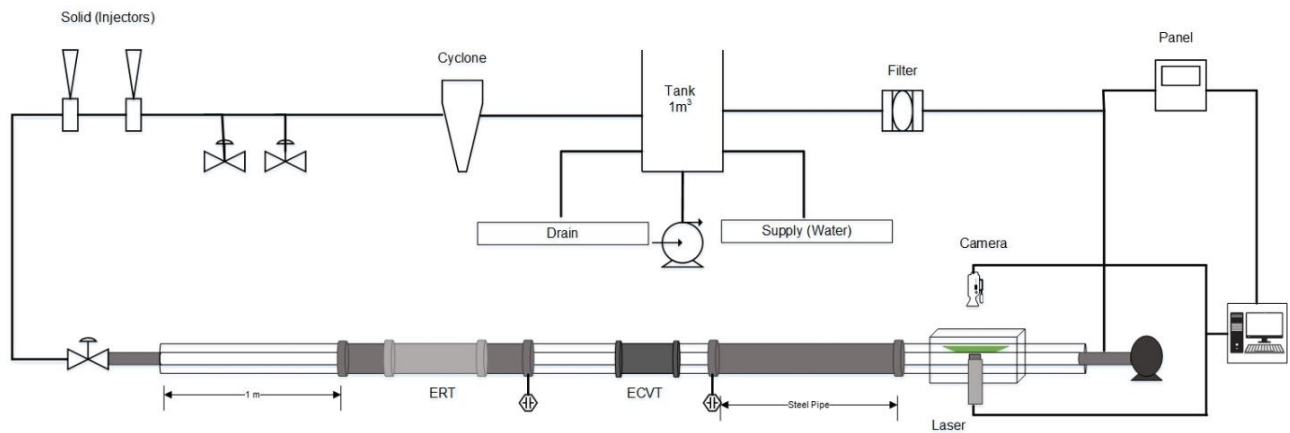 Solid (Injectors)
Cyclone
Tank
1m³
Filter
Panel
Drain
Supply (Water)
Camera
1 m
ERT
ECVT
Steel Pipe
Laser